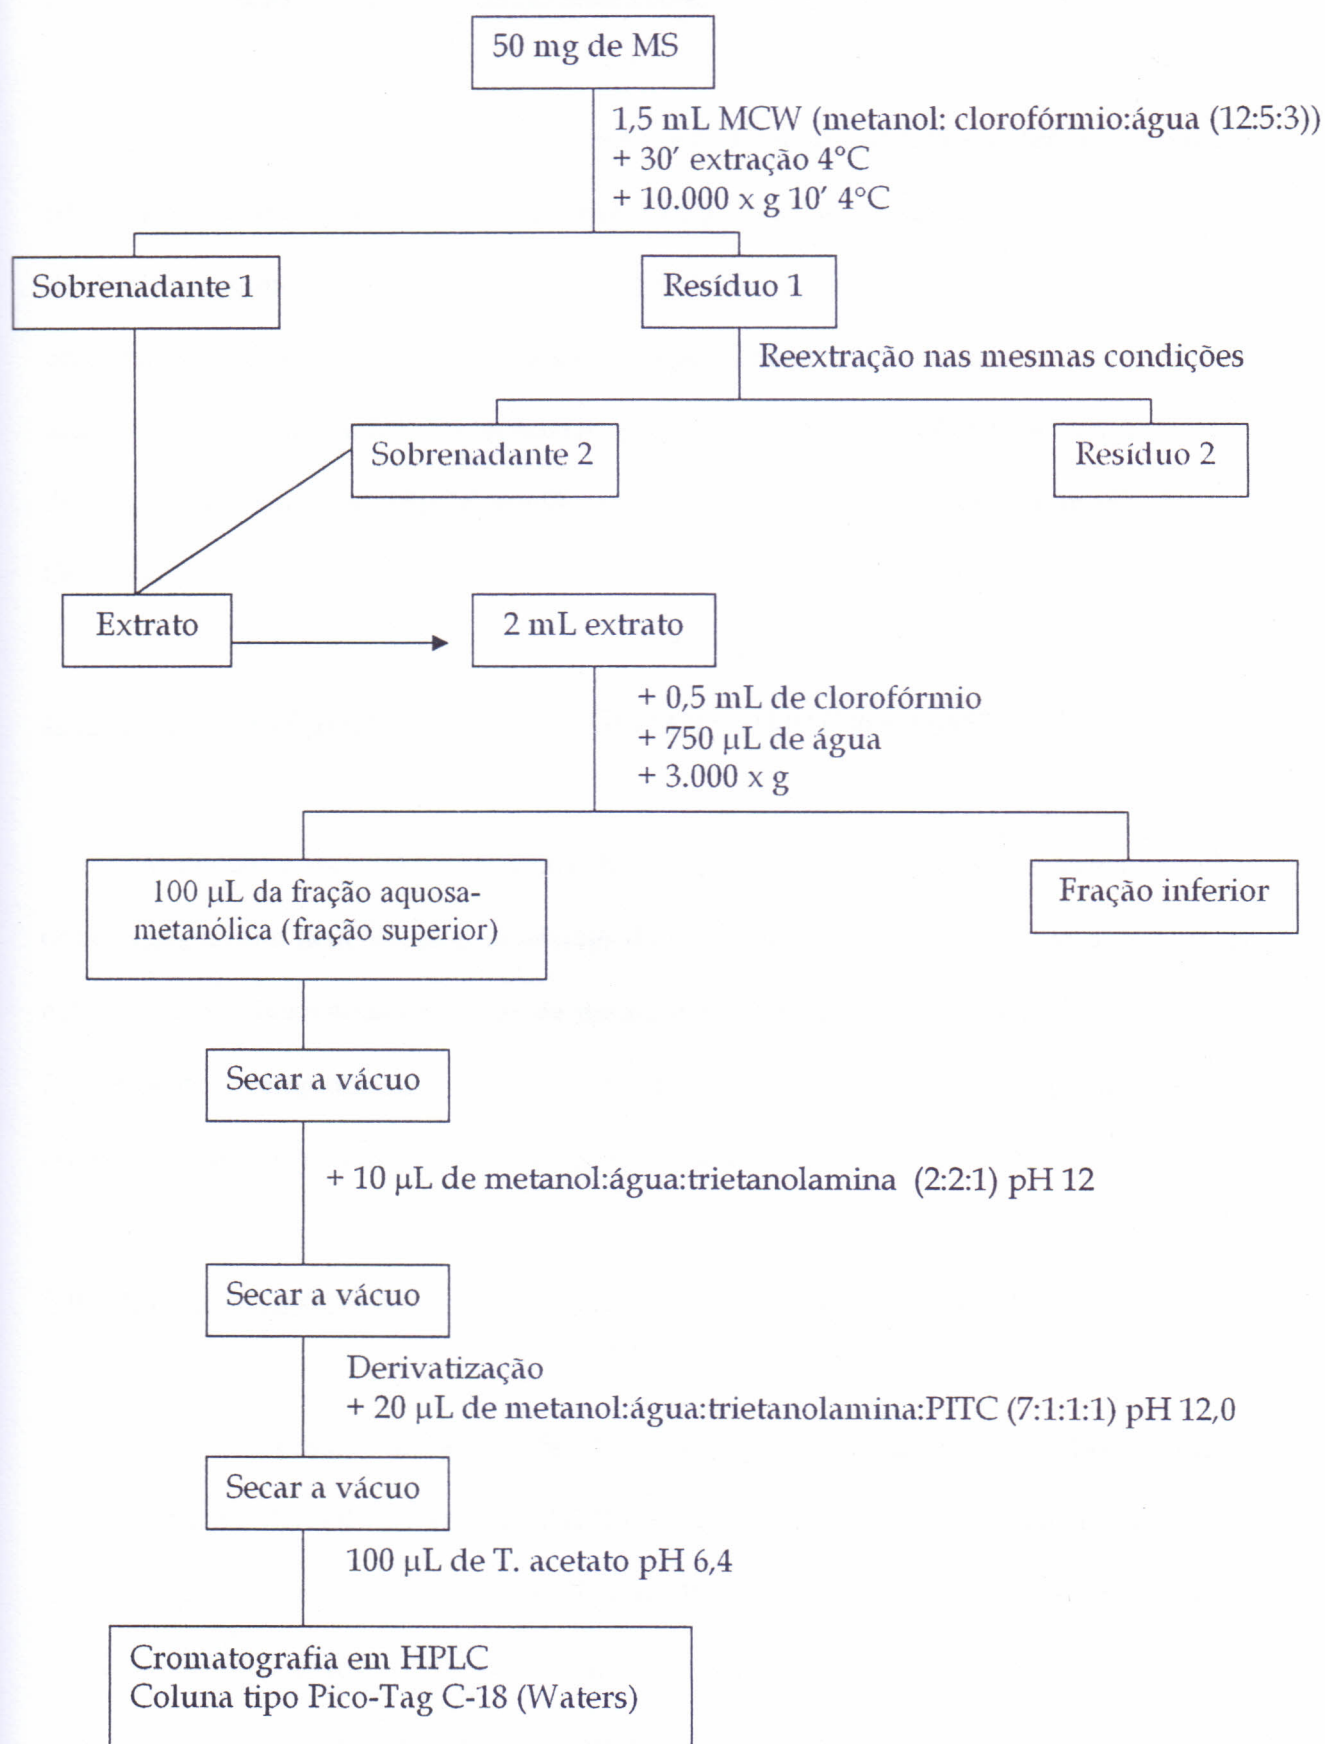 50 mg de MS
1,5 mL MCW (metanol: clorofórmio:água (12:5:3))
+ 30′ extração 4°C
+ 10.000 x g 10′ 4°C
Sobrenadante 1
Resíduo 1
Reextração nas mesmas condições
Sobrenadante 2
Resíduo 2
Extrato
2 mL extrato
+ 0,5 mL de clorofórmio
+ 750 µL de água
+ 3.000 x g
100 µL da fração aquosa-
metanólica (fração superior)
Fração inferior
Secar a vácuo
+ 10 µL de metanol:água:trietanolamina (2:2:1) pH 12
Secar a vácuo
Derivatização
+ 20 µL de metanol:água:trietanolamina:PITC (7:1:1:1) pH 12,0
Secar a vácuo
100 µL de T. acetato pH 6,4
Cromatografia em HPLC
Coluna tipo Pico-Tag C-18 (Waters)